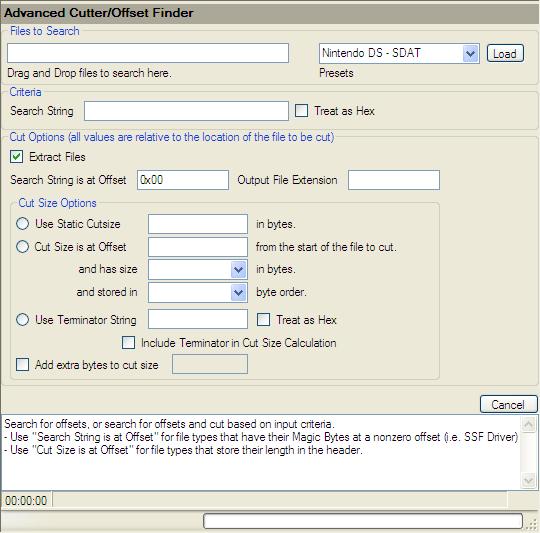 Advanced Cutter/Offset Finder
Files to Search
Nintendo DS - SDAT
Load
Drag and Drop files to search here.
Presets
Criteria
Search String
Treat as Hex
Cut Options (all values are relative to the location of the file to be cut)
Extract Files
Search String is at Offset
0x00
Output File Extension
Cut Size Options
Use Static Cutsize
in bytes.
Cut Size is at Offset
from the start of the file to cut.
and has size
in bytes.
and stored in
byte order.
Use Terminator String
Treat as Hex
Include Terminator in Cut Size Calculation
Add extra bytes to cut size
Cancel
Search for offsets, or search for offsets and cut based on input criteria.
- Use "Search String is at Offset" for file types that have their Magic Bytes at a nonzero offset (i.e. SSF Driver)
- Use "Cut Size is at Offset" for file types that store their length in the header.
00:00:00